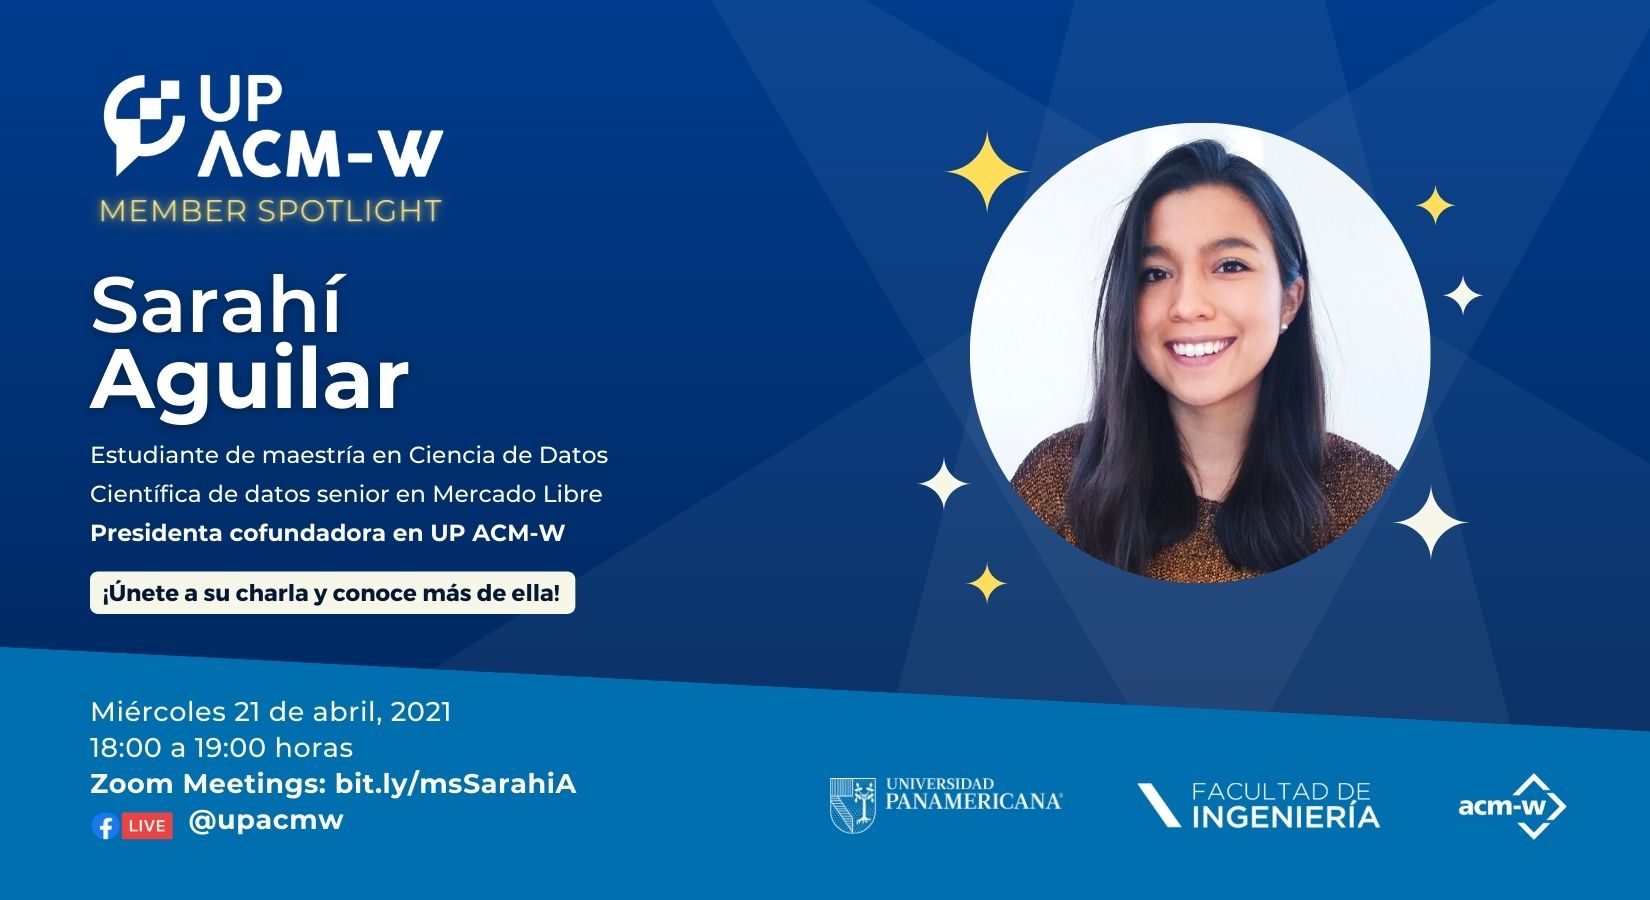 UP
ACM-W
MEMBER SPOTLIGHT
Sarahí
Aguilar
Estudiante de maestría en Ciencia de Datos
Científica de datos senior en Mercado Libre
Presidenta cofundadora en UP ACM-W
¡Únete a su charla y conoce más de ella!
Miércoles 21 de abril, 2021
18:00 a 19:00 horas
Zoom Meetings: bit.ly/msSarahiA
LIVE @upacmw
UNIVERSIDAD
PANAMERICANA
FACULTAD DE
INGENIERÍA
acm-w